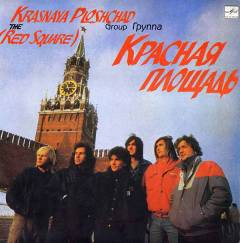 KRASNAYA PLOSHCHAD
THE
(RED SQUARE)
Group Группа
КРАСНАЯ
ПЛОЩАДЬ